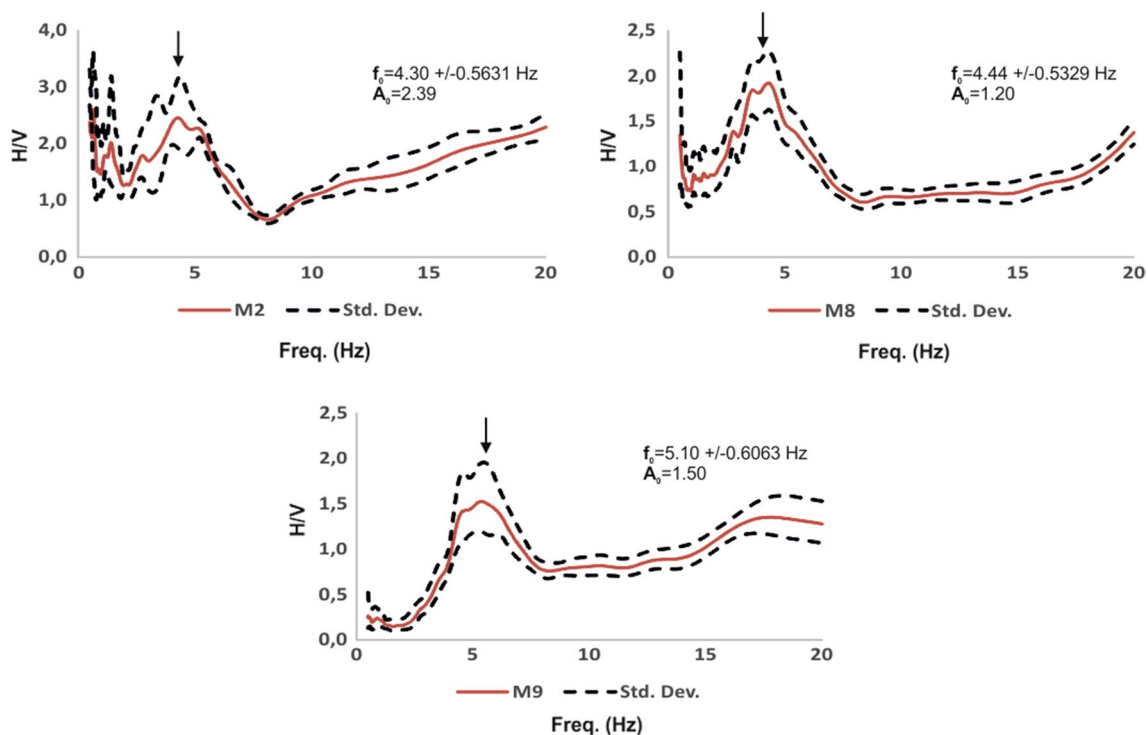 4,0
3,0
2,0
1,0
0,0
H/V
0 5 10 15 20
f₀=4.30 +/-0.5631 Hz
A₀=2.39
M2 Std. Dev.
Freq. (Hz)
2,5
2,0
1,5
1,0
0,5
0,0
H/V
0 5 10 15 20
f₀=4.44 +/-0.5329 Hz
A₀=1.20
M8 Std. Dev.
Freq. (Hz)
2,5
2,0
1,5
1,0
0,5
0,0
H/V
0 5 10 15 20
f₀=5.10 +/-0.6063 Hz
A₀=1.50
M9 Std. Dev.
Freq. (Hz)